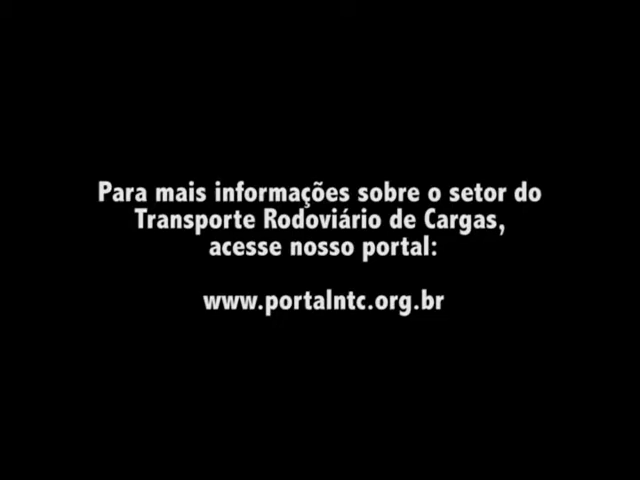 Para mais informações sobre o setor do
Transporte Rodoviário de Cargas,
acesse nosso portal:
www.portalntc.org.br